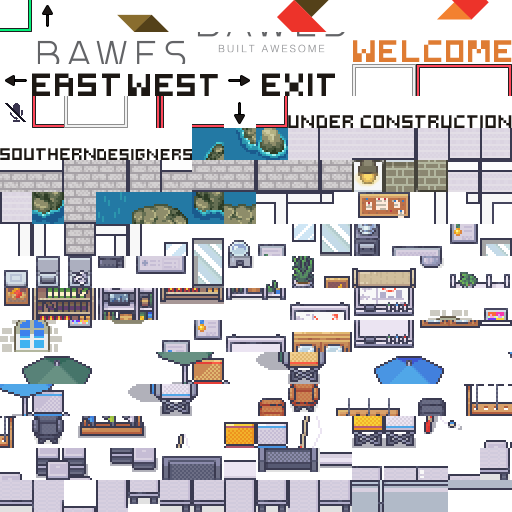 BAWES
BAWES
BUILT AWESOME
WELCOME
EAST WEST EXIT
UNDER CONSTRUCTION
SOUTHERNDESIGNERS